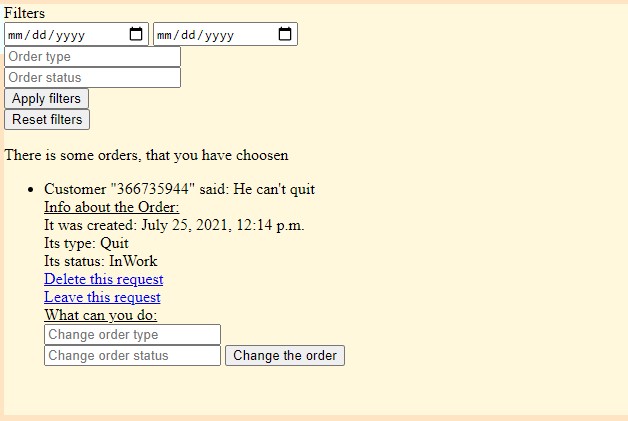 Filters
mm/dd/yyyy mm/dd/yyyy
Order type
Order status
Apply filters
Reset filters
There is some orders, that you have choosen
Customer "366735944" said: He can't quit
Info about the Order:
It was created: July 25, 2021, 12:14 p.m.
Its type: Quit
Its status: InWork
Delete this request
Leave this request
What can you do:
Change order type
Change order status Change the order